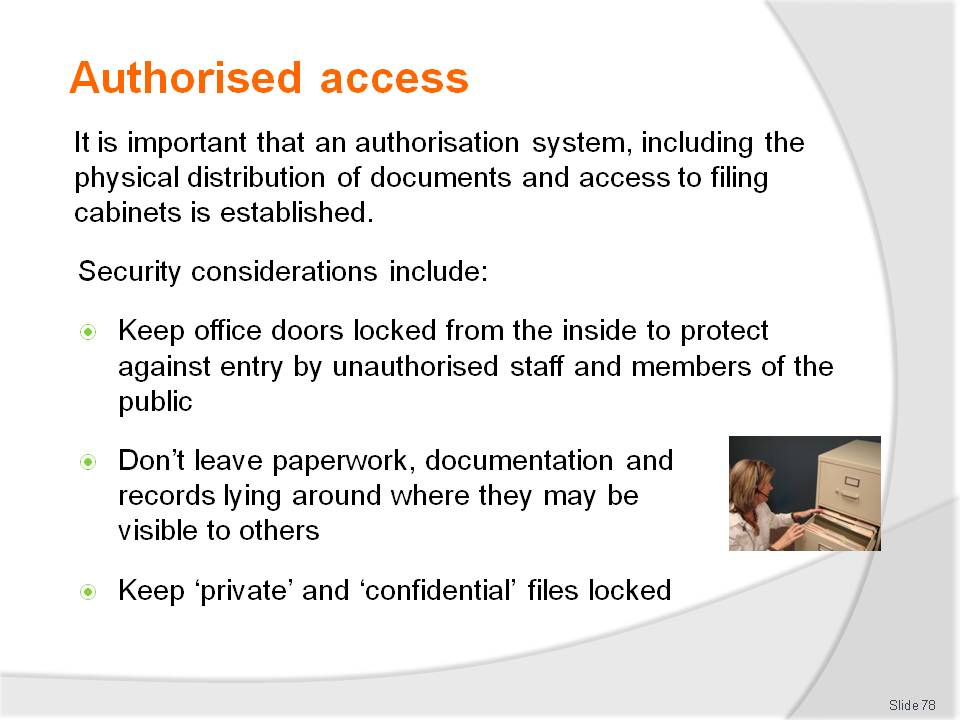 Authorised access
It is important that an authorisation system, including the
physical distribution of documents and access to filing
cabinets is established.
Security considerations include:
Keep office doors locked from the inside to protect
against entry by unauthorised staff and members of the
public
Don’t leave paperwork, documentation and
records lying around where they may be
visible to others
Keep ‘private’ and ‘confidential’ files locked
Slide 78